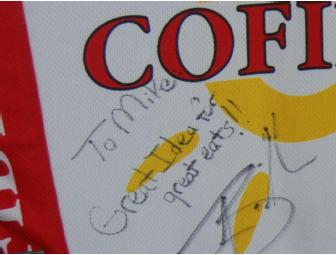 COFI
To Mike
Great Idea for
great eats!!